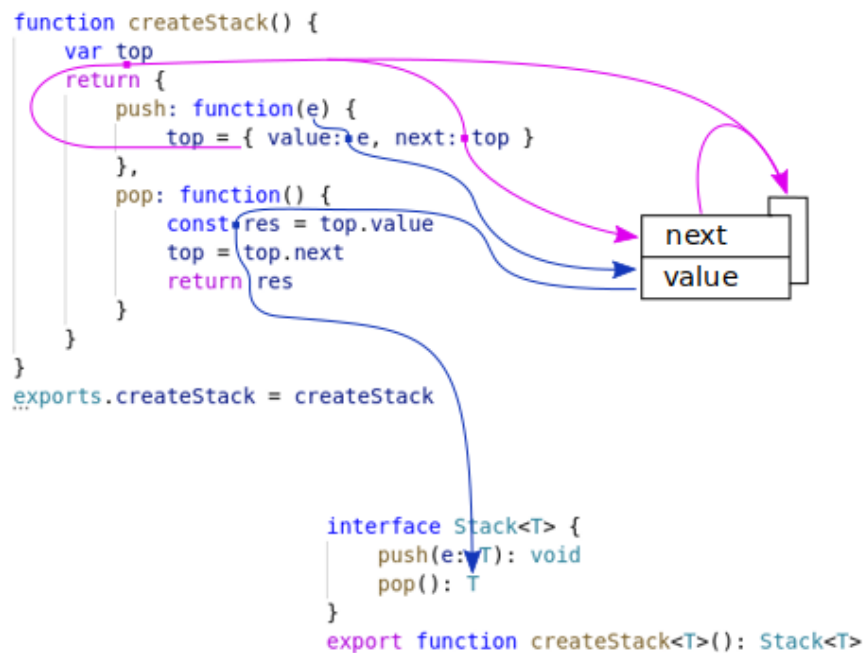 function createStack() {
var top
return {
push: function(e) {
top = { value: e, next: top }
},
pop: function() {
const res = top.value
top = top.next
return res
}
}
}
exports.createStack = createStack
next
value
interface Stack<T> {
push(e: T): void
pop(): T
}
export function createStack<T>(): Stack<T>